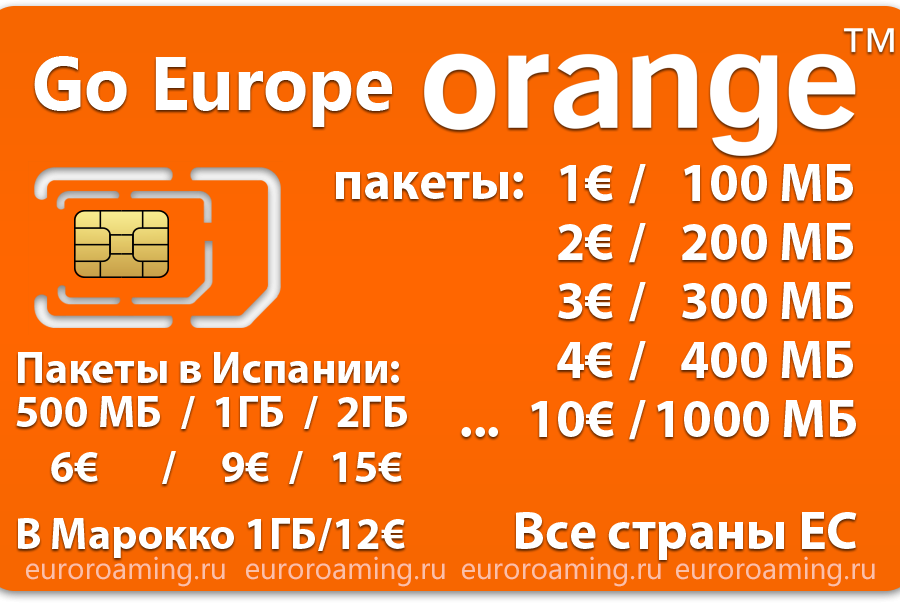 Go Europe orange™
пакеты: 1€ / 100 МБ
2€ / 200 МБ
3€ / 300 МБ
4€ / 400 МБ
... 10€ / 1000 МБ
Пакеты в Испании:
500 МБ / 1ГБ / 2ГБ
6€ / 9€ / 15€
В Марокко 1ГБ/12€
Все страны ЕС
euroroaming.ru euroroaming.ru euroroaming.ru euroroaming.ru